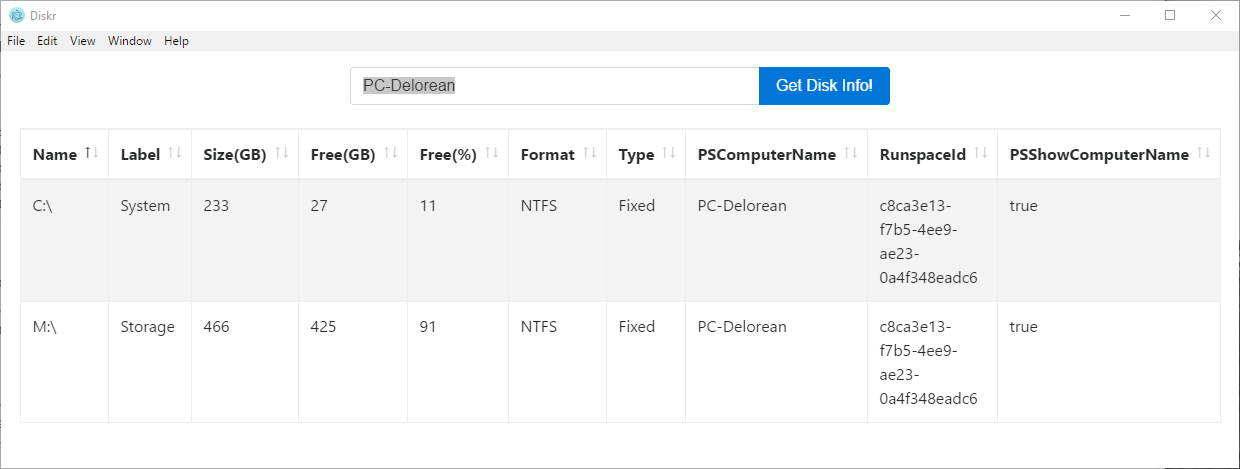 Diskr
File Edit View Window Help
PC-Delorean Get Disk Info!
Name Label Size(GB) Free(GB) Free(%) Format Type PSComputerName RunspaceId PSShowComputerName
C:\ System 233 27 11 NTFS Fixed PC-Delorean c8ca3e13- true
f7b5-4ee9-
ae23-
0a4f348eadc6
M:\ Storage 466 425 91 NTFS Fixed PC-Delorean c8ca3e13- true
f7b5-4ee9-
ae23-
0a4f348eadc6